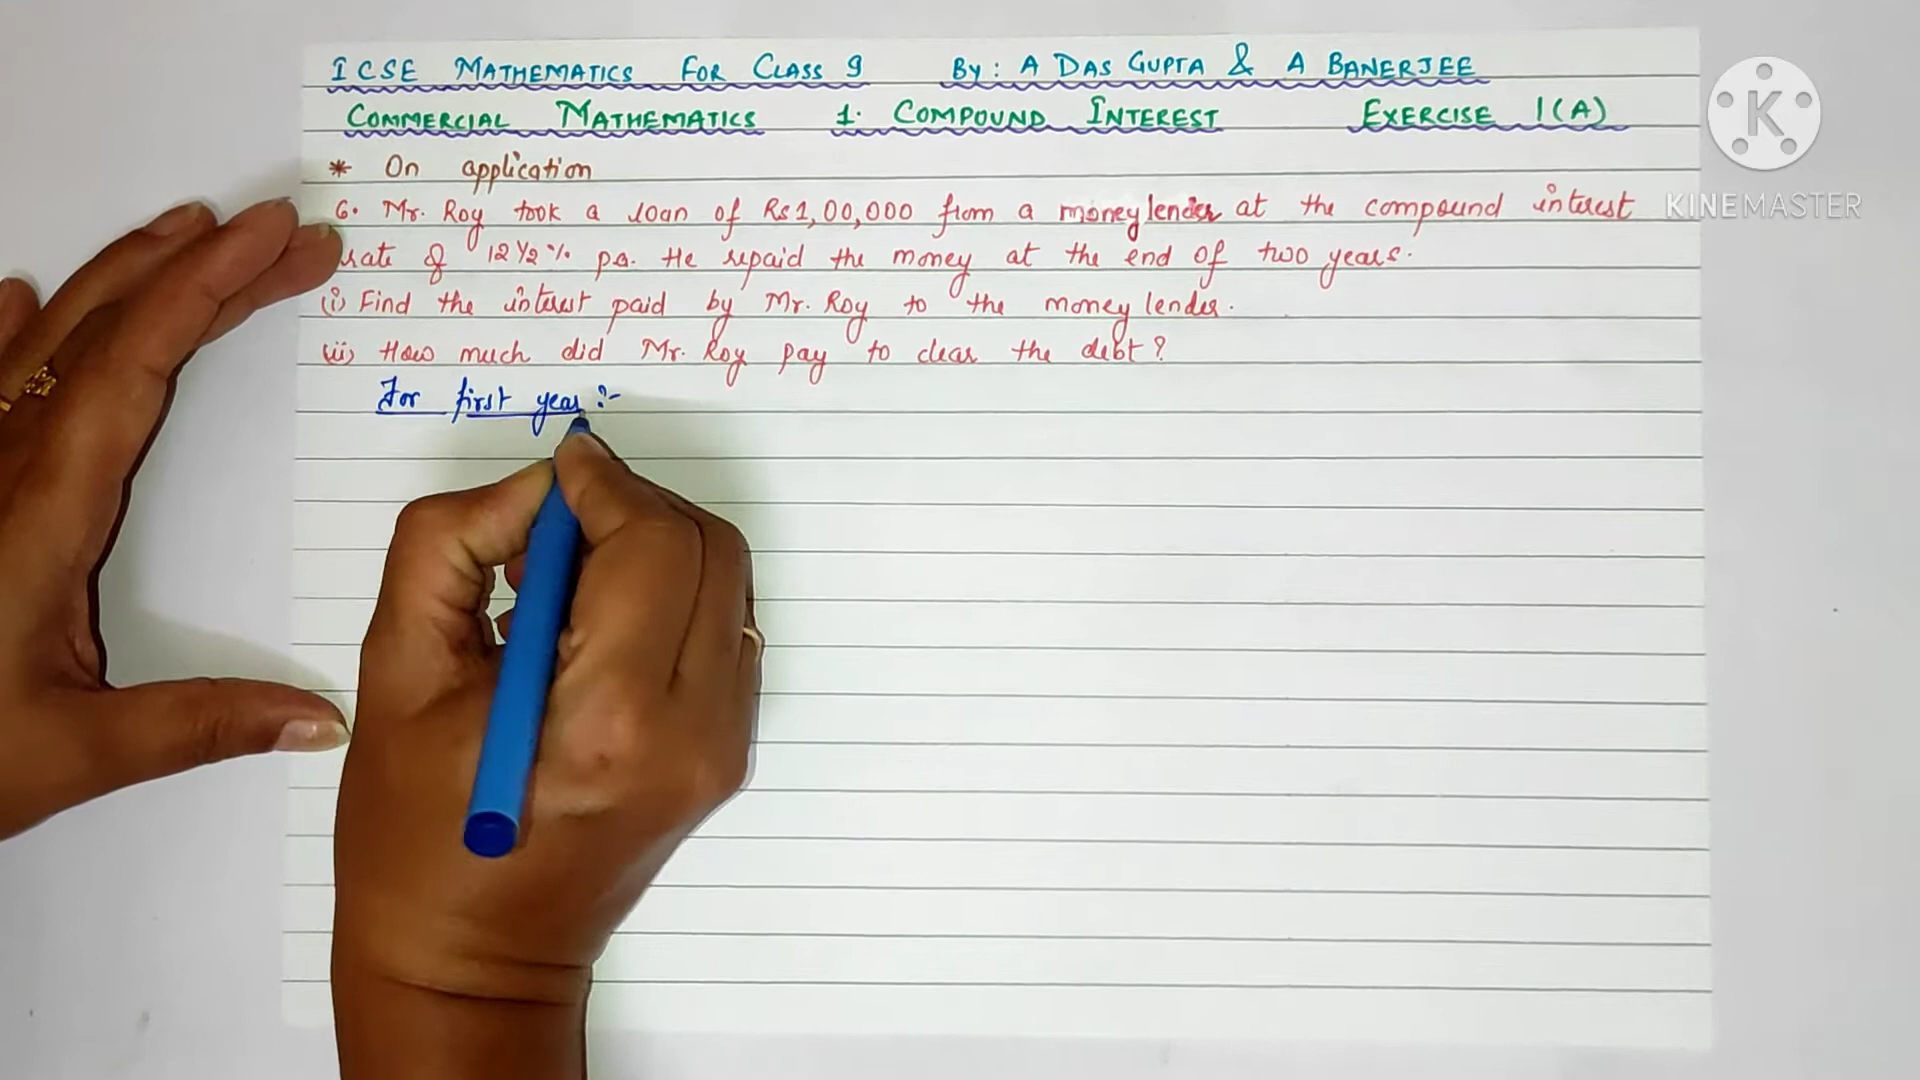 ICSE MATHEMATICS FOR CLASS 9 BY: A DAS GUPTA & A BANERJEE
COMMERCIAL MATHEMATICS 1. COMPOUND INTEREST EXERCISE 1(A)
* On application
6. Mr. Roy took a loan of Rs 1,00,000 from a moneylender at the compound interest
rate of 12 1/2 % p.a. He repaid the money at the end of two years.
(i) Find the interest paid by Mr. Roy to the money lender.
(ii) How much did Mr. Roy pay to clear the debt?
For first year :-
K
KINEMASTER